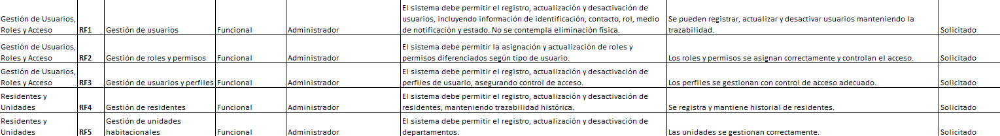 Gestión de Usuarios,
Roles y Acceso
RF1
Gestión de usuarios
Funcional
Administrador
El sistema debe permitir el registro, actualización y desactivación de
usuarios, incluyendo información de identificación, contacto, rol, medio
de notificación y estado. No se contempla eliminación física.
Se pueden registrar, actualizar y desactivar usuarios manteniendo la
trazabilidad.
Solicitado
Gestión de Usuarios,
Roles y Acceso
RF2
Gestión de roles y permisos
Funcional
Administrador
El sistema debe permitir la asignación y actualización de roles y
permisos diferenciados según tipo de usuario.
Los roles y permisos se asignan correctamente y controlan el acceso.
Solicitado
Gestión de Usuarios,
Roles y Acceso
RF3
Gestión de usuarios y perfiles
Funcional
Administrador
El sistema debe permitir el registro, actualización y desactivación de
perfiles de usuario, asegurando control de acceso.
Los perfiles se gestionan con control de acceso adecuado.
Solicitado
Residentes y
Unidades
RF4
Gestión de residentes
Funcional
Administrador
El sistema debe permitir el registro, actualización y desactivación de
residentes, manteniendo trazabilidad histórica.
Se registra y mantiene historial de residentes.
Solicitado
Residentes y
Unidades
RF5
Gestión de unidades
habitacionales
Funcional
Administrador
El sistema debe permitir el registro, actualización y desactivación de
departamentos.
Las unidades se gestionan correctamente.
Solicitado